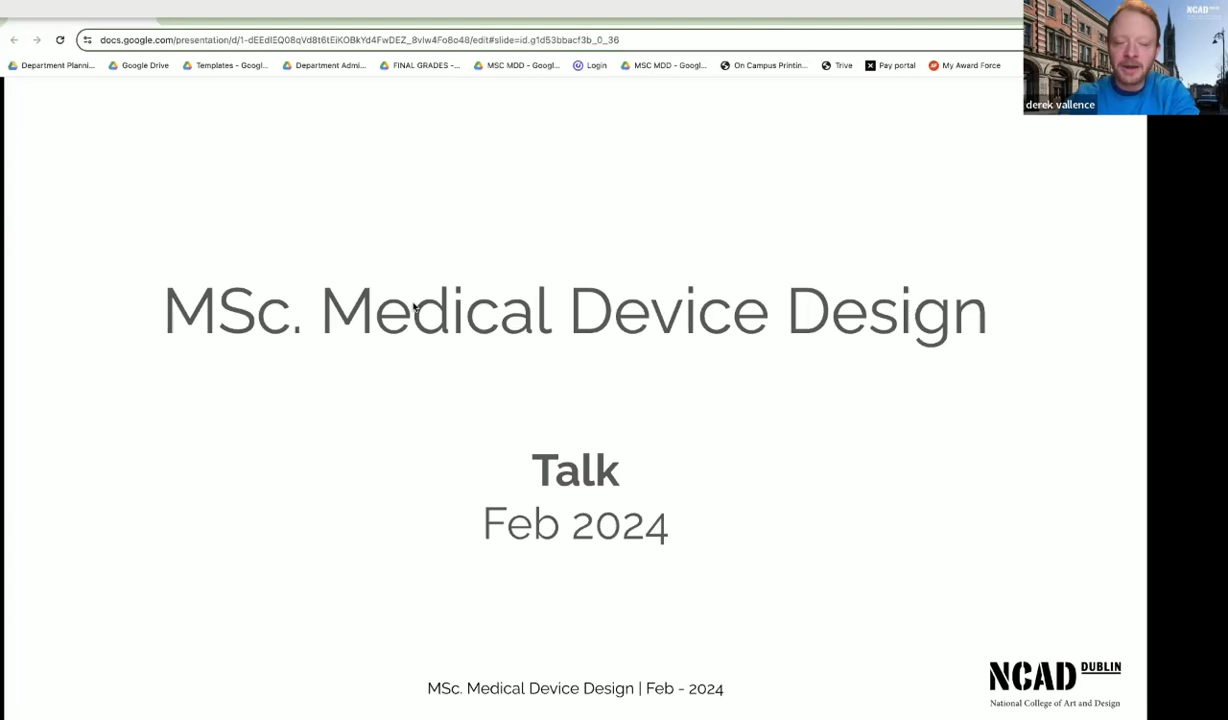 docs.google.com/presentation/d/1-dEEdIEQ08qVd8t6tEiKOBkYd4FwDEZ_8vIw4Fo8o48/edit#slide=id.g1d53bbacf3b_0_36
Department Planni...
Google Drive
Templates - Googl...
Department Admi...
FINAL GRADES -...
MSC MDD - Googl...
Login
MSC MDD - Googl...
On Campus Printin...
Trive
Pay portal
My Award Force
NCAD
derek vallence
MSc. Medical Device Design
Talk
Feb 2024
MSc. Medical Device Design | Feb - 2024
NCAD DUBLIN
National College of Art and Design